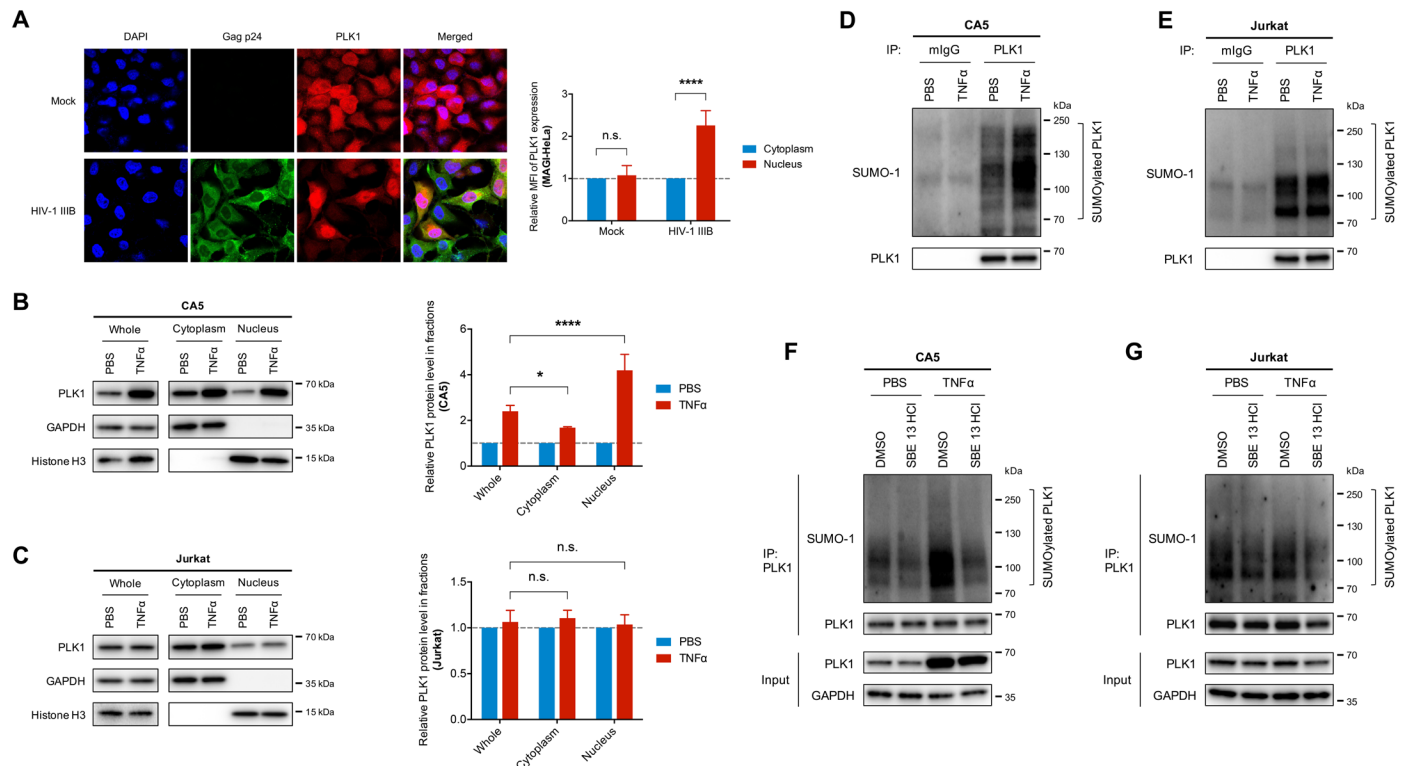 A
DAPI Gag p24 PLK1 Merged
Mock
HIV-1 IIIB
Relative MFI of PLK1 expression
(MAGI-HeLa)
3
2
1
0
n.s.
****
Mock HIV-1 IIIB
Cytoplasm
Nucleus
B
CA5
Whole Cytoplasm Nucleus
PBS TNFα PBS TNFα PBS TNFα
PLK1
GAPDH
Histone H3
70 kDa
35 kDa
15 kDa
Relative PLK1 protein level in fractions
(CA5)
6
4
2
0
****
*
Whole Cytoplasm Nucleus
PBS
TNFα
C
Jurkat
Whole Cytoplasm Nucleus
PBS TNFα PBS TNFα PBS TNFα
PLK1
GAPDH
Histone H3
70 kDa
35 kDa
15 kDa
Relative PLK1 protein level in fractions
(Jurkat)
1.5
1.0
0.5
0.0
n.s.
n.s.
Whole Cytoplasm Nucleus
PBS
TNFα
D
CA5
IP: mIgG PLK1
PBS TNFα PBS TNFα
kDa
SUMO-1
250
130
100
70
SUMOylated PLK1
PLK1
70
E
Jurkat
IP: mIgG PLK1
PBS TNFα PBS TNFα
kDa
SUMO-1
250
130
100
70
SUMOylated PLK1
PLK1
70
F
CA5
PBS TNFα
DMSO SBE 13 HCl DMSO SBE 13 HCl
kDa
IP:
PLK1
SUMO-1
250
130
100
70
SUMOylated PLK1
PLK1
70
Input
PLK1
70
GAPDH
35
G
Jurkat
PBS TNFα
DMSO SBE 13 HCl DMSO SBE 13 HCl
kDa
IP:
PLK1
SUMO-1
250
130
100
70
SUMOylated PLK1
PLK1
70
Input
PLK1
70
GAPDH
35